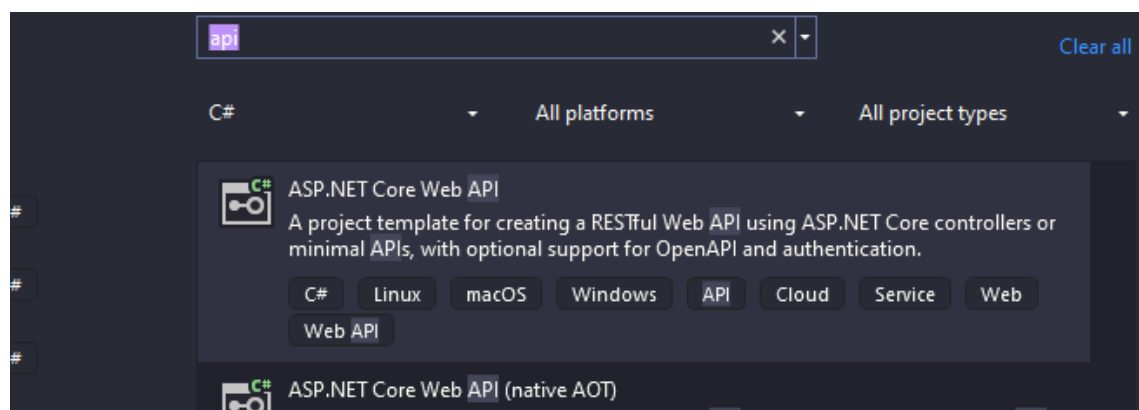 api
Clear all
C#
All platforms
All project types
C#
ASP.NET Core Web API
A project template for creating a RESTful Web API using ASP.NET Core controllers or
minimal APIs, with optional support for OpenAPI and authentication.
#
C# Linux macOS Windows API Cloud Service Web
#
Web API
#
C#
ASP.NET Core Web API (native AOT)